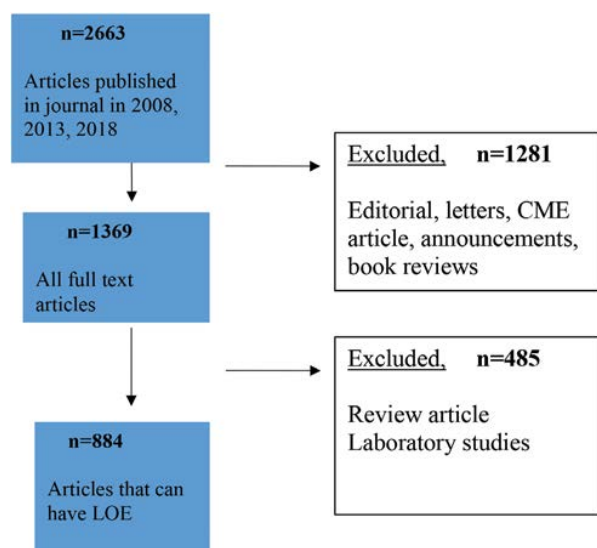 n=2663
Articles published
in journal in 2008,
2013, 2018
Excluded, n=1281
Editorial, letters, CME
article, announcements,
book reviews
n=1369
All full text
articles
Excluded, n=485
Review article
Laboratory studies
n=884
Articles that can
have LOE